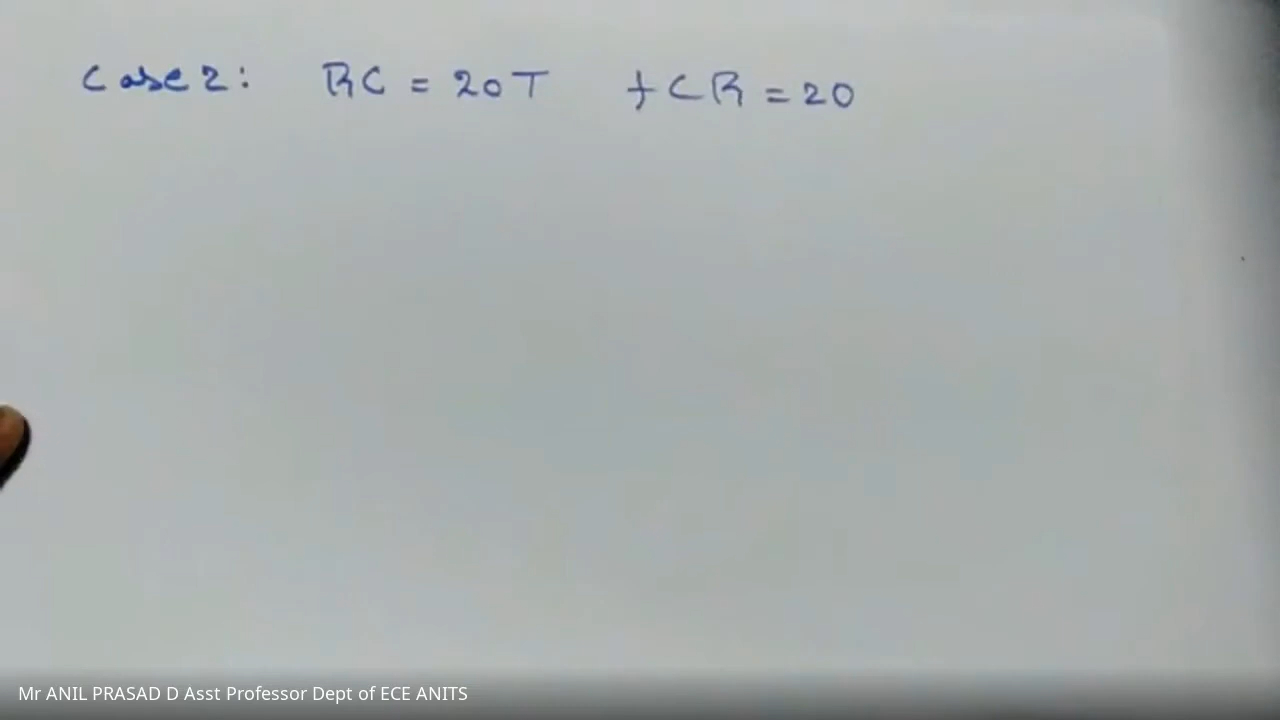 Case 2: RC = 20T fCR = 20
Mr ANIL PRASAD D Asst Professor Dept of ECE ANITS